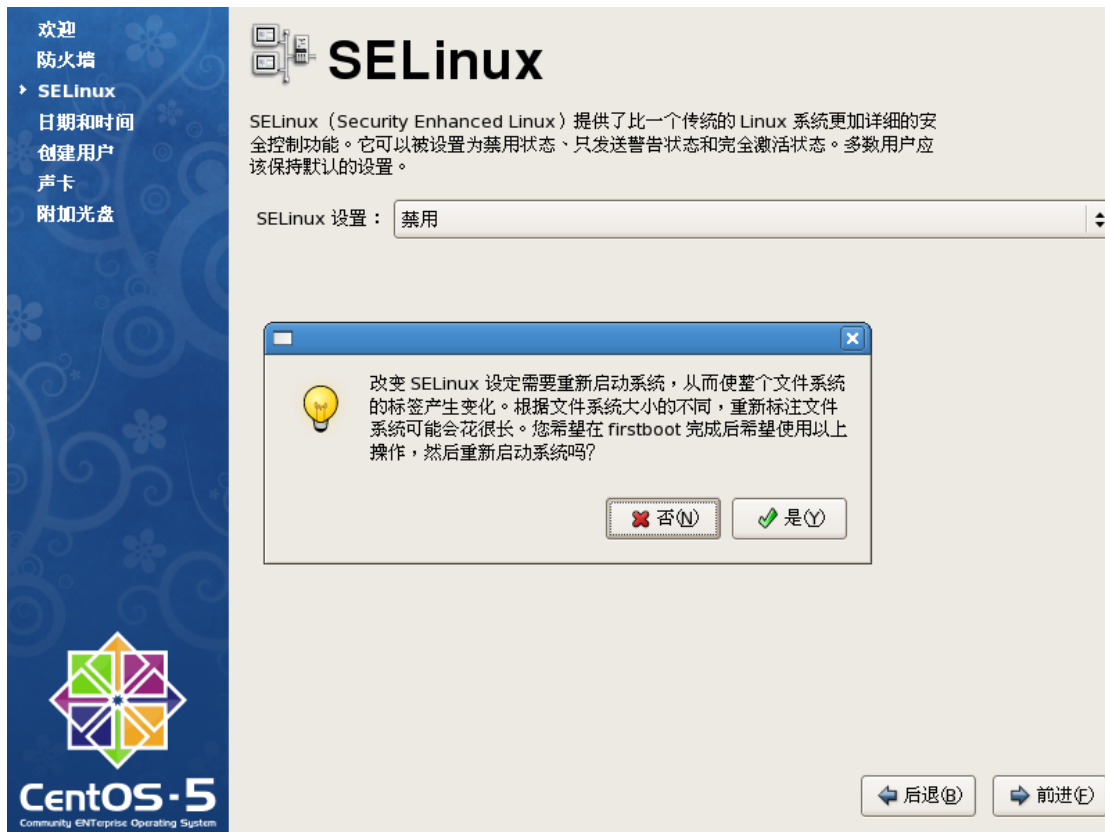 欢迎
防火墙
SELinux
日期和时间
创建用户
声卡
附加光盘
CentOS-5
Community ENTerprise Operating System
SELinux
SELinux（Security Enhanced Linux）提供了比一个传统的 Linux 系统更加详细的安
全控制功能。它可以被设置为禁用状态、只发送警告状态和完全激活状态。多数用户应
该保持默认的设置。
SELinux 设置： 禁用
改变 SELinux 设定需要重新启动系统，从而使整个文件系统
的标签产生变化。根据文件系统大小的不同，重新标注文件
系统可能会花很长。您希望在 firstboot 完成后希望使用以上
操作，然后重新启动系统吗?
否(N) 是(Y)
后退(B) 前进(F)